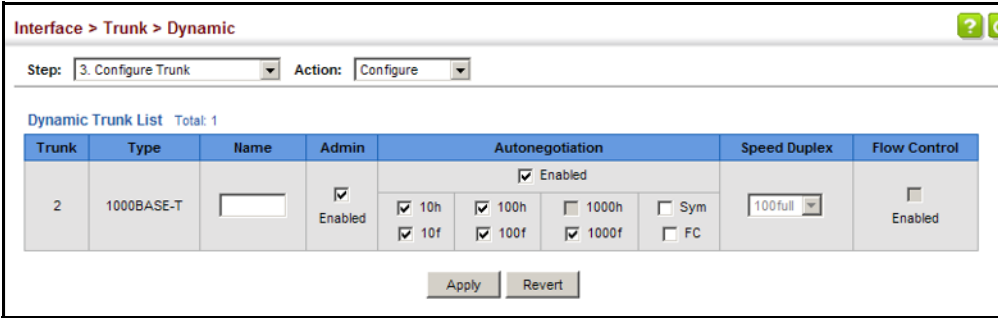 Interface > Trunk > Dynamic
?
Step: 3. Configure Trunk Action: Configure
Dynamic Trunk List Total: 1
Trunk Type Name Admin Autonegotiation Speed Duplex Flow Control
Enabled
2 1000BASE-T Enabled 10h 100h 1000h Sym 100full Enabled
10f 100f 1000f FC
Apply Revert